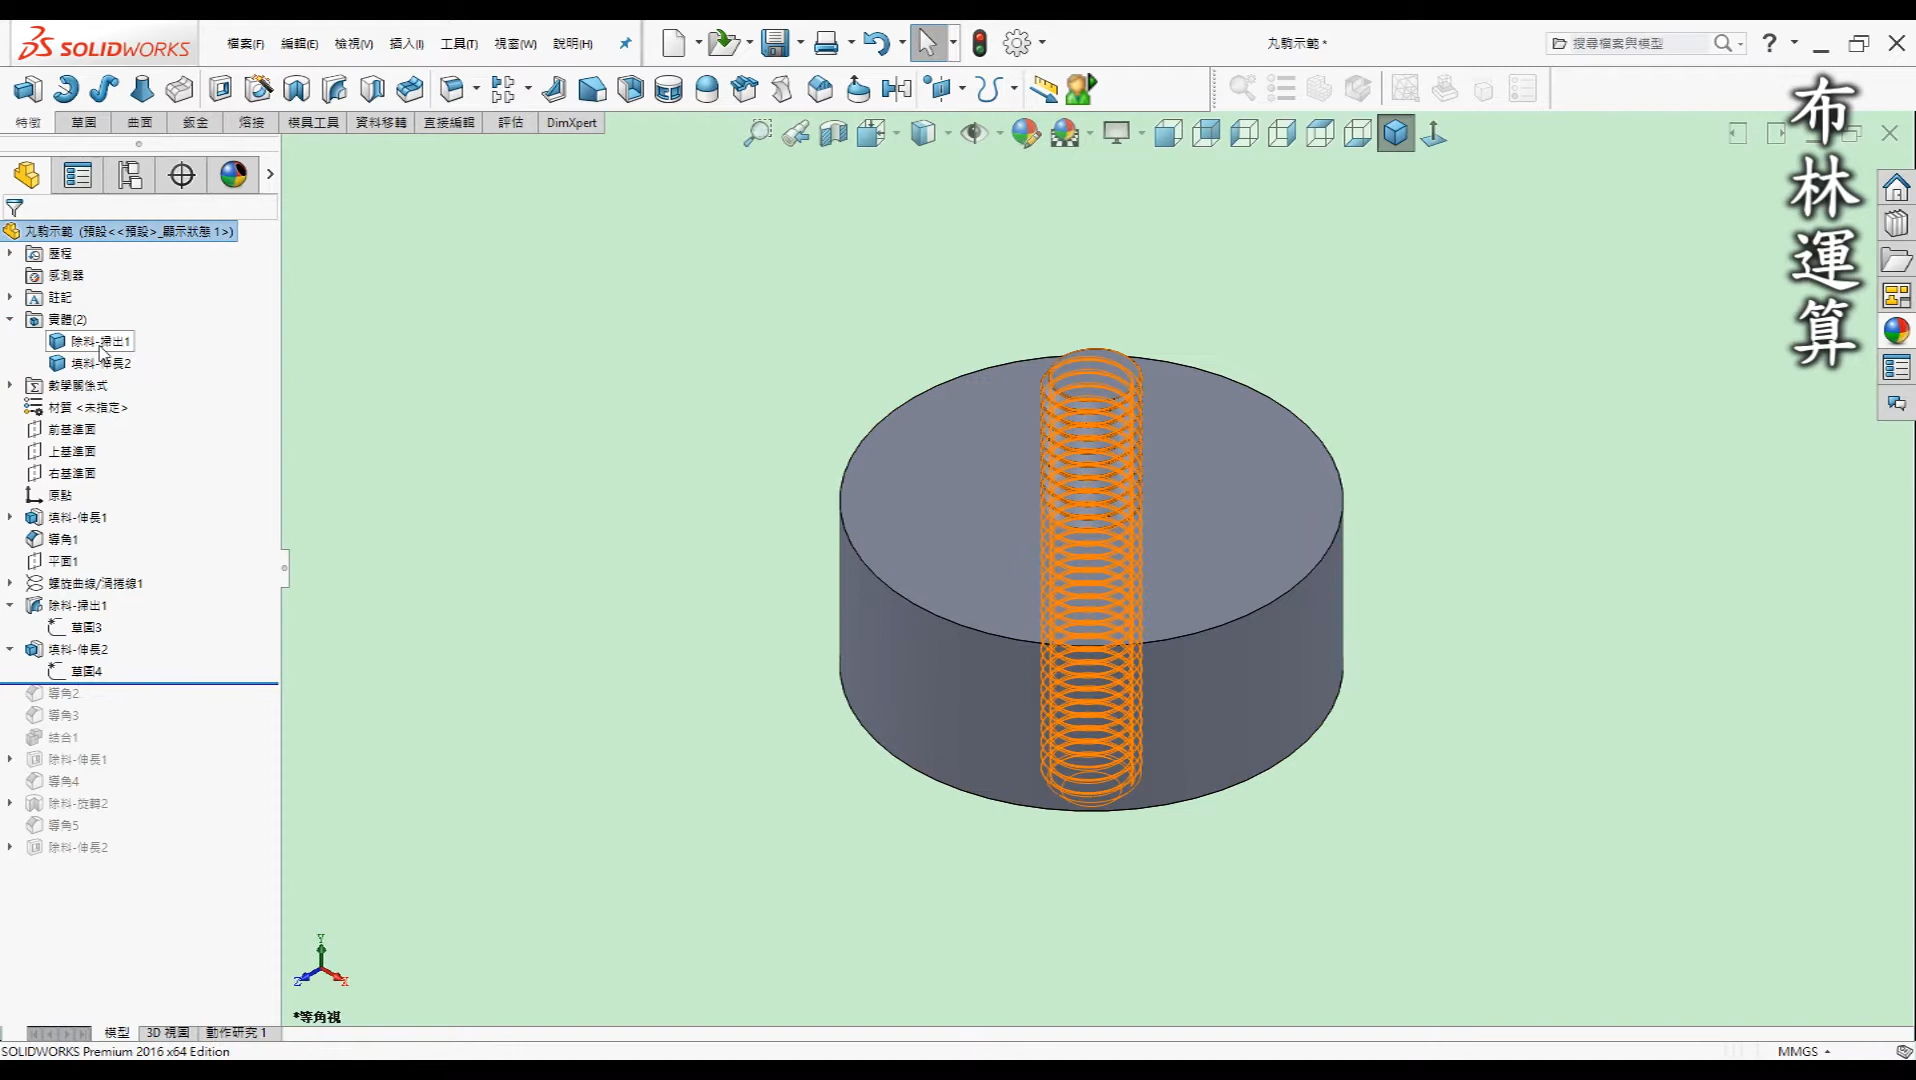 SOLIDWORKS
檔案(F)
編輯(E)
檢視(V)
插入(I)
工具(T)
視窗(W)
說明(H)
丸駒示範 *
搜尋檔案與模型
特徵
草圖
曲面
鈑金
熔接
模具工具
資料移轉
直接編輯
評估
DimXpert
布林運算
丸駒示範 (預設<<預設>_顯示狀態 1>)
歷程
感測器
註記
實體(2)
除料-掃出1
填料-伸長2
數學關係式
材質 <未指定>
前基準面
上基準面
右基準面
原點
填料-伸長1
導角1
平面1
螺旋曲線/渦捲線1
除料-掃出1
草圖3
填料-伸長2
草圖4
導角2
導角3
結合1
除料-伸長1
導角4
除料-旋轉2
導角5
除料-伸長2
Y
Z
X
*等角視
模型
3D 視圖
動作研究 1
SOLIDWORKS Premium 2016 x64 Edition
MMGS